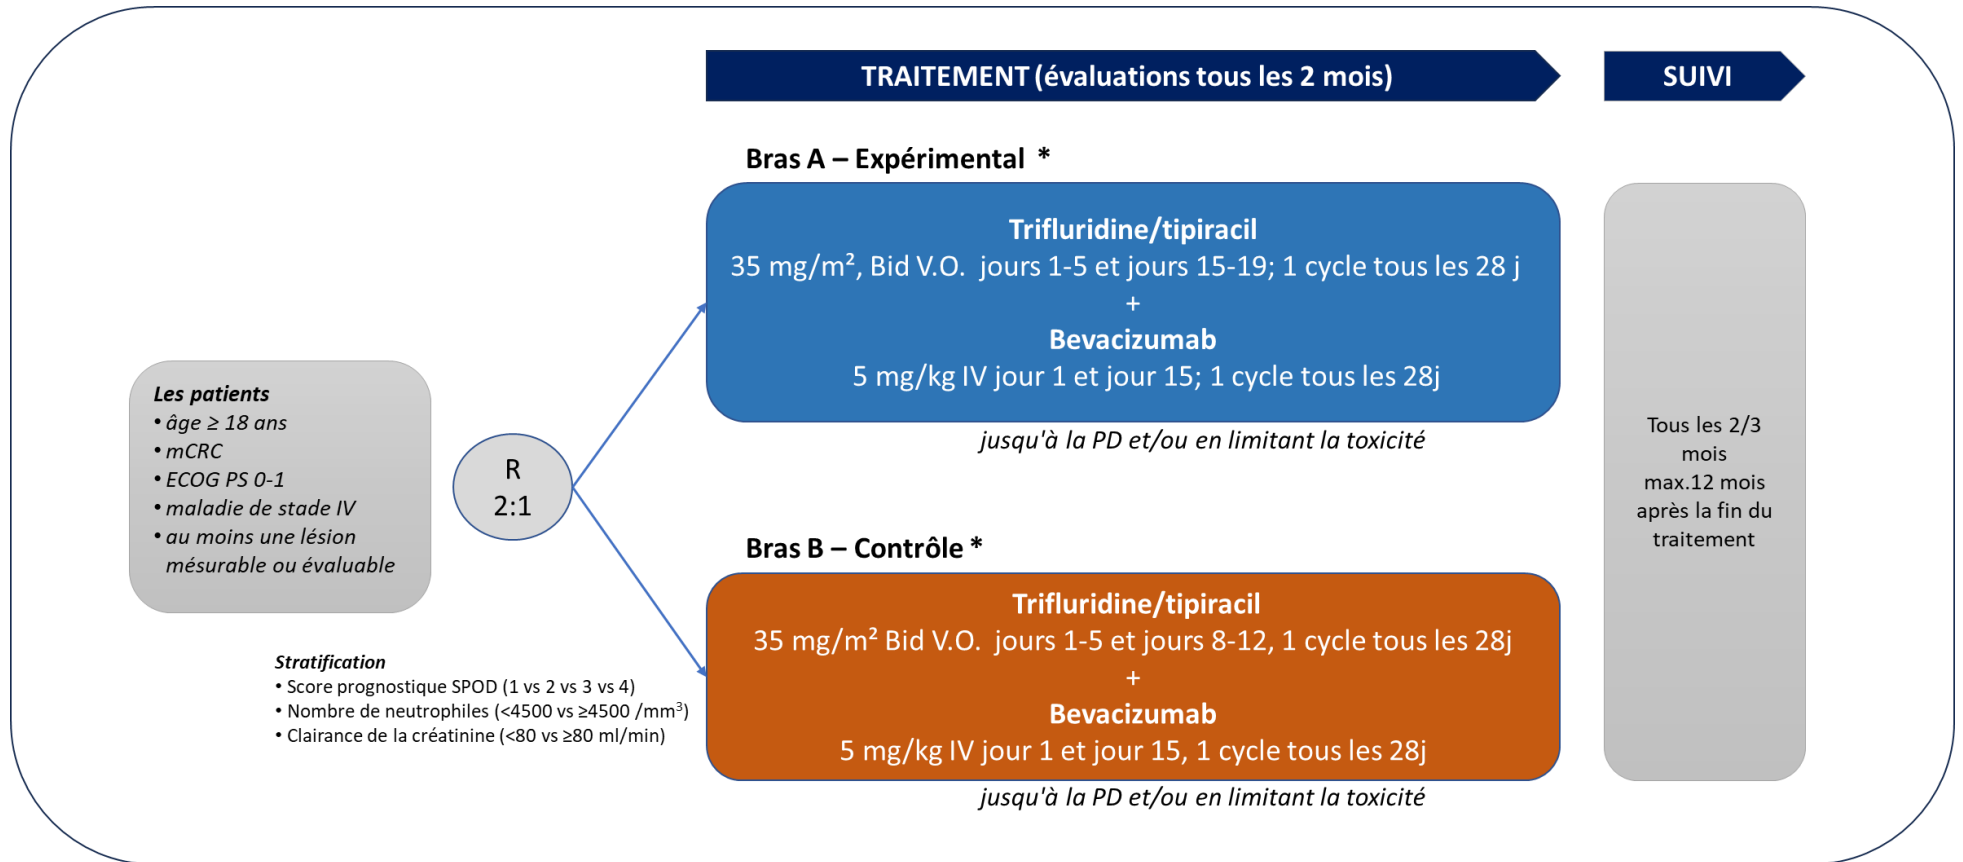 TRAITEMENT (évaluations tous les 2 mois)
SUIVI
Bras A – Expérimental *
Trifluridine/tipiracil
35 mg/m², Bid V.O. jours 1-5 et jours 15-19; 1 cycle tous les 28 j
+
Bevacizumab
5 mg/kg IV jour 1 et jour 15; 1 cycle tous les 28j
jusqu'à la PD et/ou en limitant la toxicité
Les patients
• âge ≥ 18 ans
• mCRC
• ECOG PS 0-1
• maladie de stade IV
• au moins une lésion
mésurable ou évaluable
R
2:1
Stratification
• Score prognostique SPOD (1 vs 2 vs 3 vs 4)
• Nombre de neutrophiles (<4500 vs ≥4500 /mm³)
• Clairance de la créatinine (<80 vs ≥80 ml/min)
Bras B – Contrôle *
Trifluridine/tipiracil
35 mg/m² Bid V.O. jours 1-5 et jours 8-12, 1 cycle tous les 28j
+
Bevacizumab
5 mg/kg IV jour 1 et jour 15, 1 cycle tous les 28j
jusqu'à la PD et/ou en limitant la toxicité
Tous les 2/3
mois
max.12 mois
après la fin du
traitement